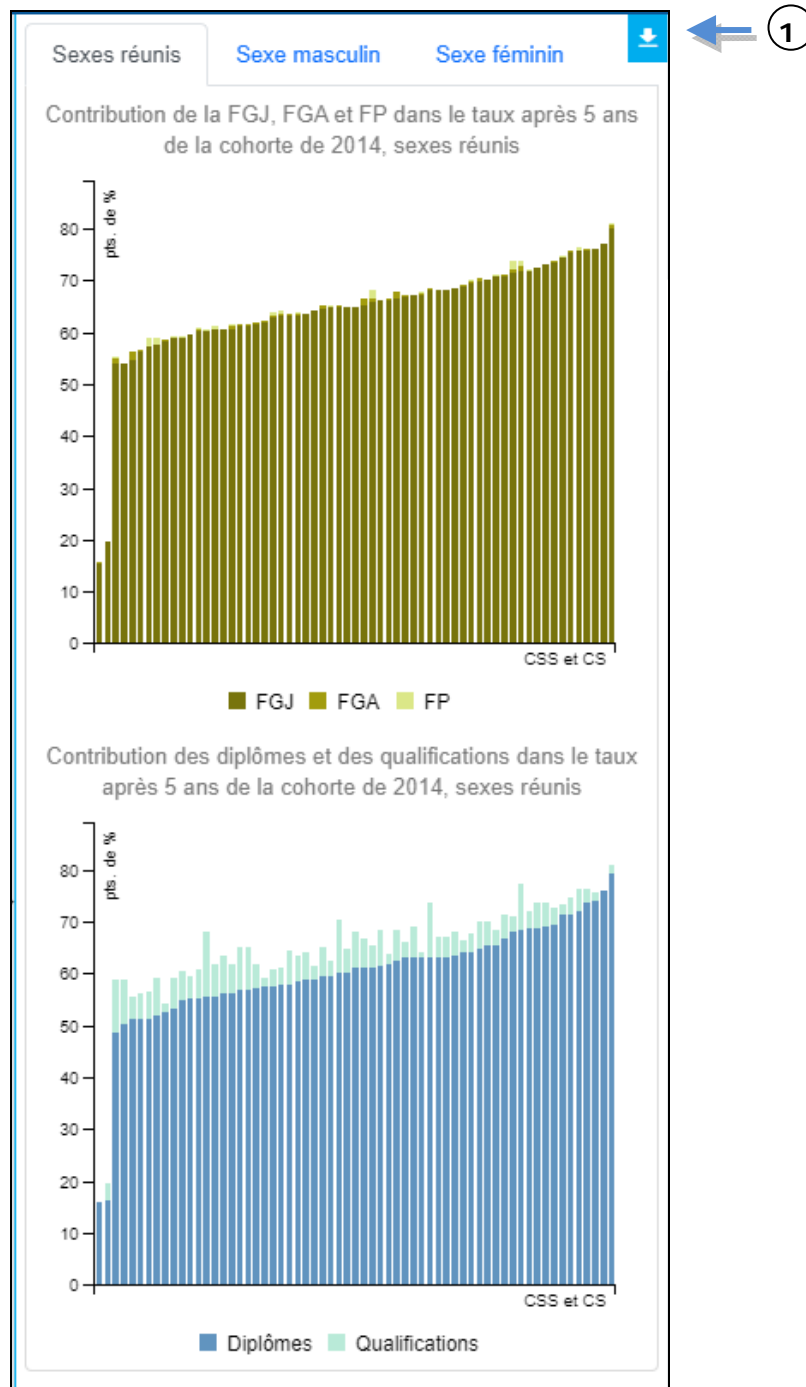 Sexes réunis Sexe masculin Sexe féminin
1
Contribution de la FGJ, FGA et FP dans le taux après 5 ans
de la cohorte de 2014, sexes réunis
pts. de %
80
70
60
50
40
30
20
10
0
CSS et CS
FGJ FGA FP
Contribution des diplômes et des qualifications dans le taux
après 5 ans de la cohorte de 2014, sexes réunis
pts. de %
80
70
60
50
40
30
20
10
0
CSS et CS
Diplômes Qualifications